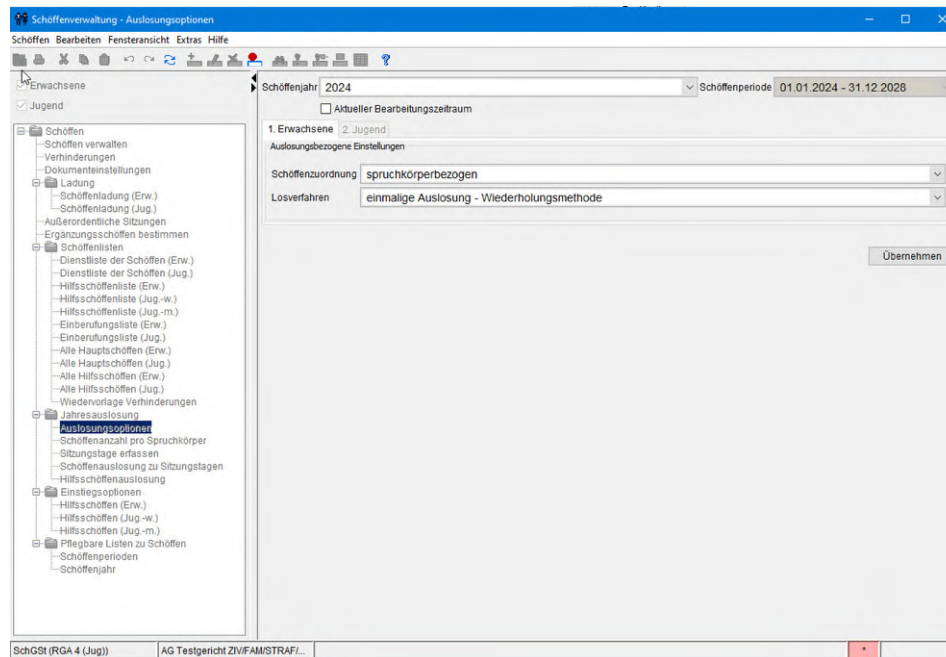 Schöffenverwaltung - Auslosungsoptionen
Schöffen Bearbeiten Fensteransicht Extras Hilfe
Erwachsene
Jugend
Schöffen
Schöffen verwalten
Verhinderungen
Dokumenteinstellungen
Ladung
Schöffenladung (Erw.)
Schöffenladung (Jug.)
Außerordentliche Sitzungen
Ergänzungsschöffen bestimmen
Schöffenlisten
Dienstliste der Schöffen (Erw.)
Dienstliste der Schöffen (Jug.)
Hilfsschöffenliste (Erw.)
Hilfsschöffenliste (Jug.-w.)
Hilfsschöffenliste (Jug.-m.)
Einberufungsliste (Erw.)
Einberufungsliste (Jug.)
Alle Hauptschöffen (Erw.)
Alle Hauptschöffen (Jug.)
Alle Hilfsschöffen (Erw.)
Alle Hilfsschöffen (Jug.)
Wiedervorlage Verhinderungen
Jahresauslosung
Auslosungsoptionen
Schöffenanzahl pro Spruchkörper
Sitzungstage erfassen
Schöffenauslosung zu Sitzungstagen
Hilfsschöffenauslosung
Einstiegsoptionen
Hilfsschöffen (Erw.)
Hilfsschöffen (Jug.-w.)
Hilfsschöffen (Jug.-m.)
Pflegbare Listen zu Schöffen
Schöffenperioden
Schöffenjahr
Schöffenjahr 2024 Schöffenperiode 01.01.2024 - 31.12.2028
Aktueller Bearbeitungszeitraum
1. Erwachsene 2. Jugend
Auslosungsbezogene Einstellungen
Schöffenzuordnung spruchkörperbezogen
Losverfahren einmalige Auslosung - Wiederholungsmethode
Übernehmen
SchGSt (RGA 4 (Jug)) AG Testgericht ZIV/FAM/STRAF/... *